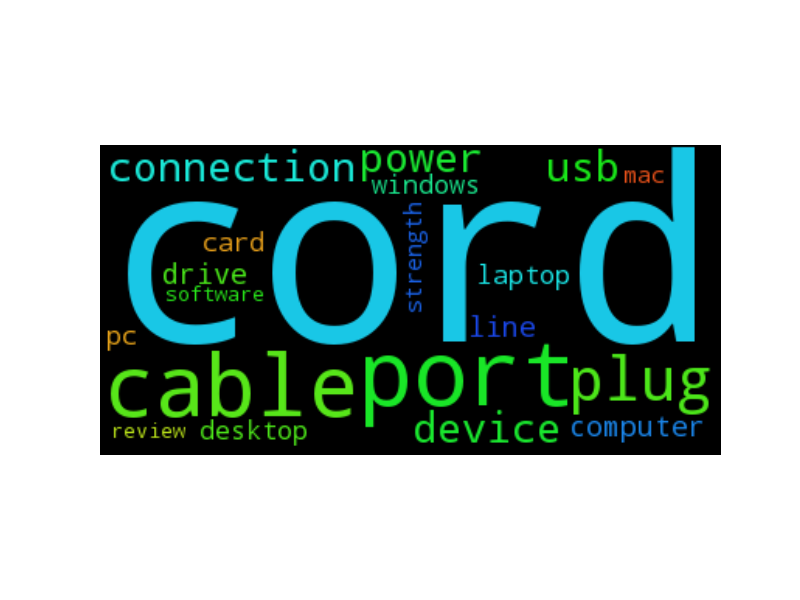 connection power usb mac
windows
cord
card
strength
drive
laptop
software
pc
line
cable port plug
review desktop device computer